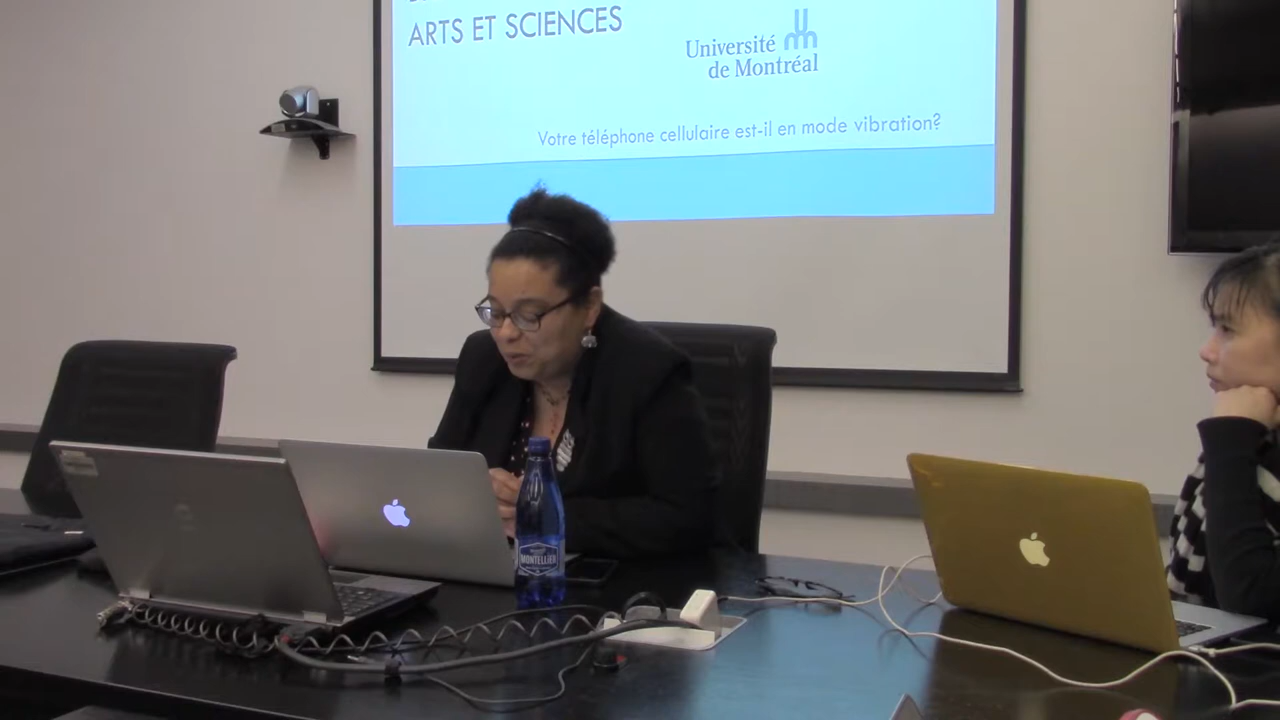 ARTS ET SCIENCES
Université
de Montréal
Votre téléphone cellulaire est-il en mode vibration?
MONTELLIER